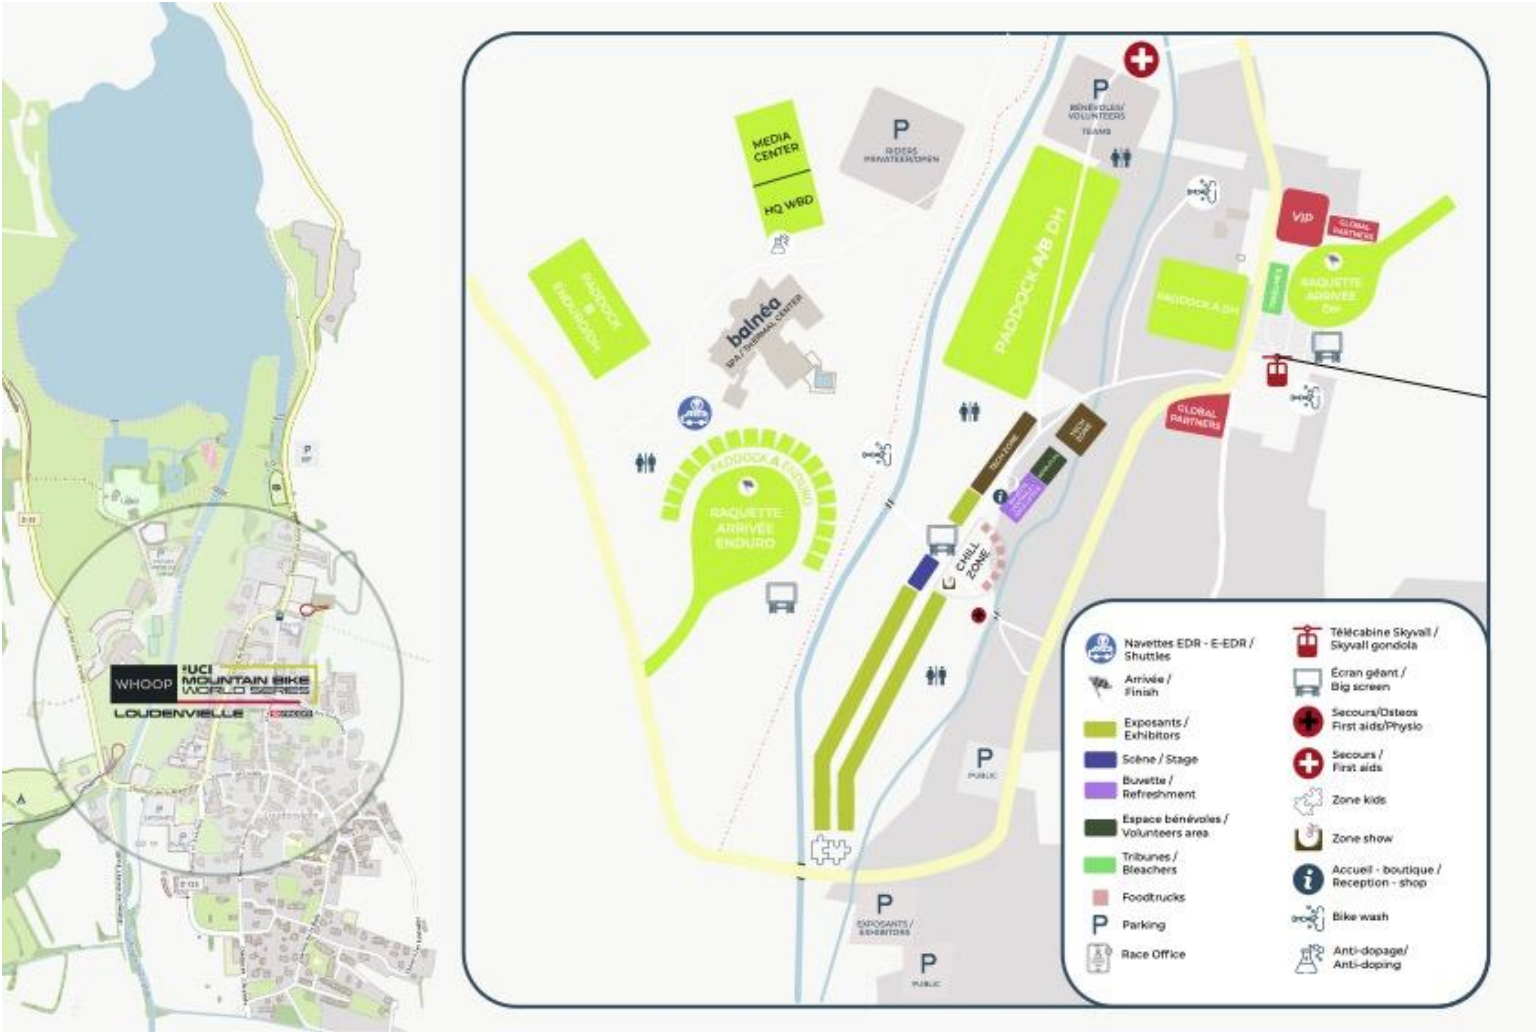 WHOOP
UCI
MOUNTAIN BIKE
WORLD SERIES
LOUDENVIELLE
P
BÉNÉVOLES/
VOLUNTEERS
TEAMS
MEDIA
CENTER
HQ WBD
P
RIDERS
PRIVATEER/OPEN
PADDOCK
B
ENDURO/DH
balnéa
SPA / THERMAL CENTER
PADDOCK A/B DH
PADDOCK A DH
VIP
GLOBAL
PARTNERS
RAQUETTE
ARRIVÉE
DH
GLOBAL
PARTNERS
PADDOCK A ENDURO
RAQUETTE
ARRIVÉE
ENDURO
TECH ZONE
TECH
ZONE
CHILL
ZONE
P
PUBLIC
P
EXPOSANTS /
EXHIBITORS
P
PUBLIC
Navettes EDR - E-EDR /
Shuttles
Arrivée /
Finish
Exposants /
Exhibitors
Scène / Stage
Buvette /
Refreshment
Espace bénévoles /
Volunteers area
Tribunes /
Bleachers
Foodtrucks
P Parking
Race Office
Télécabine Skyvall /
Skyvall gondola
Écran géant /
Big screen
Secours/Osteos
First aids/Physio
Secours /
First aids
Zone kids
Zone show
Accueil - boutique /
Reception - shop
Bike wash
Anti-dopage/
Anti-doping